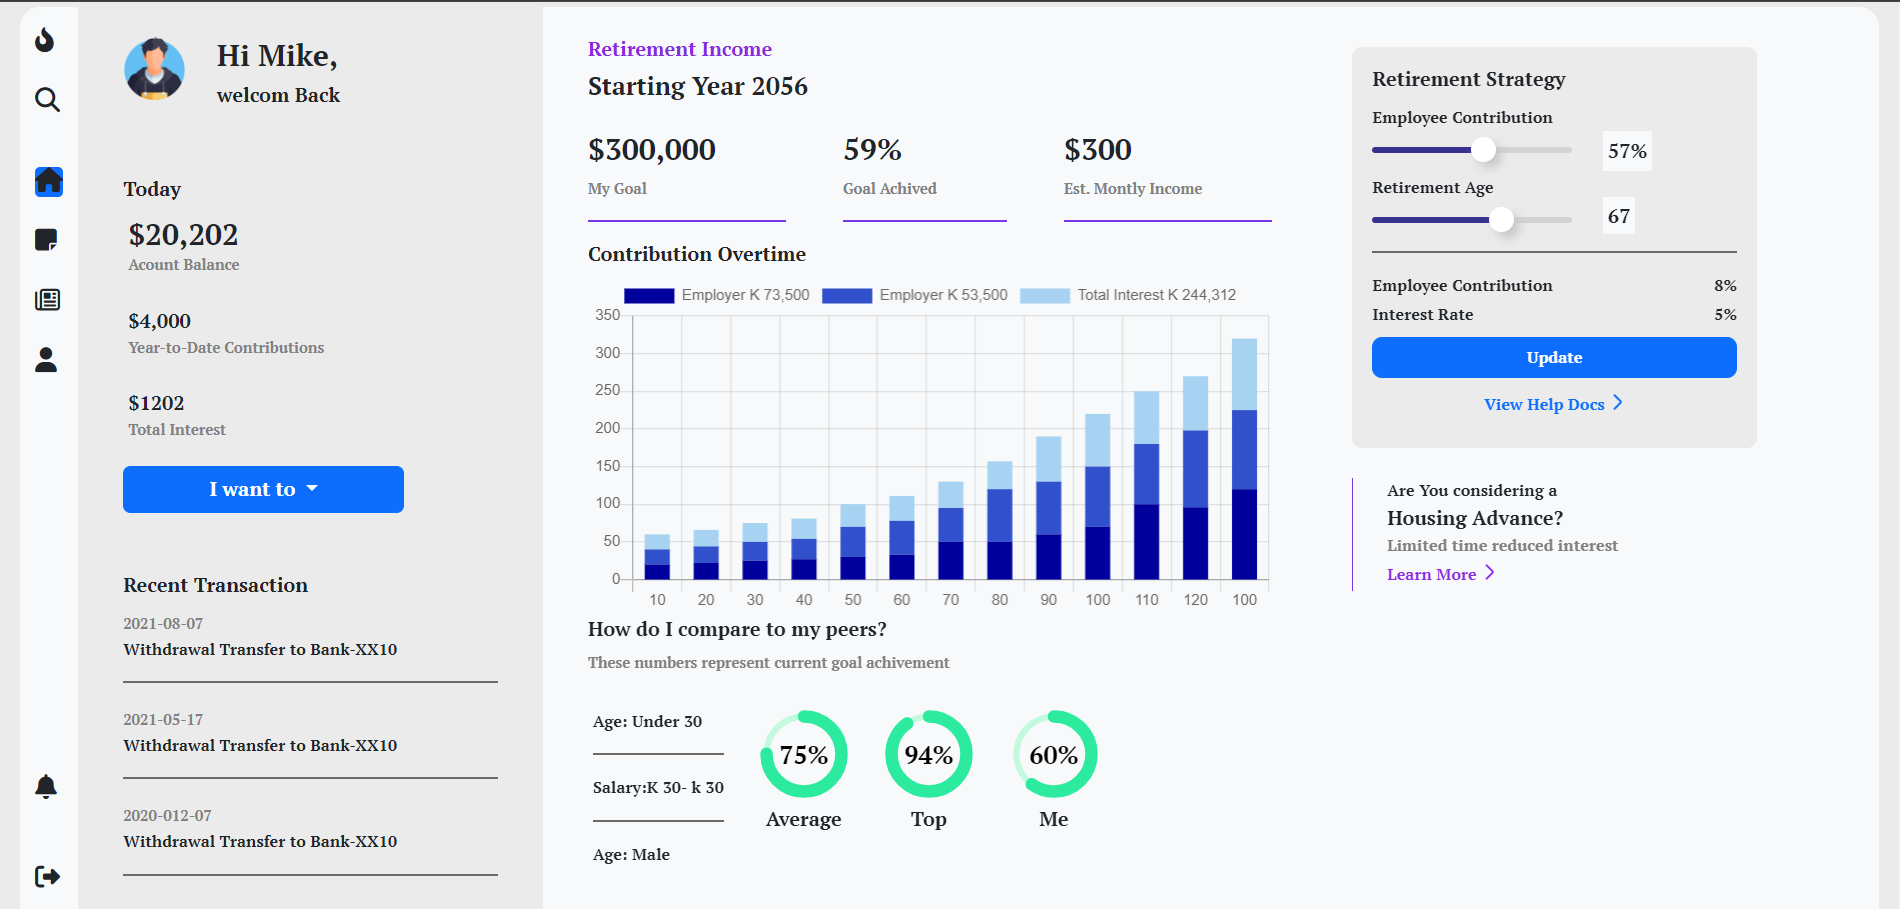 Hi Mike,
welcom Back
Today
$20,202
Acount Balance
$4,000
Year-to-Date Contributions
$1202
Total Interest
I want to
Recent Transaction
2021-08-07
Withdrawal Transfer to Bank-XX10
2021-05-17
Withdrawal Transfer to Bank-XX10
2020-012-07
Withdrawal Transfer to Bank-XX10
Retirement Income
Starting Year 2056
$300,000
My Goal
59%
Goal Achived
$300
Est. Montly Income
Contribution Overtime
Employer K 73,500 Employer K 53,500 Total Interest K 244,312
350
300
250
200
150
100
50
0
10 20 30 40 50 60 70 80 90 100 110 120 100
How do I compare to my peers?
These numbers represent current goal achivement
Age: Under 30
Salary:K 30- k 30
Age: Male
75%
Average
94%
Top
60%
Me
Retirement Strategy
Employee Contribution
57%
Retirement Age
67
Employee Contribution 8%
Interest Rate 5%
Update
View Help Docs
Are You considering a
Housing Advance?
Limited time reduced interest
Learn More